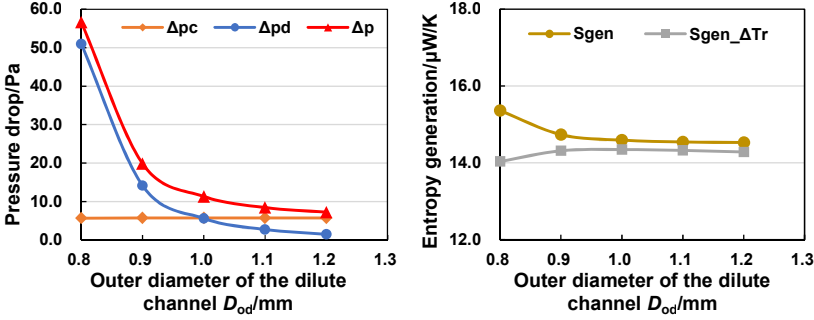 Δpc Δpd Δp
Pressure drop/Pa
60.0
50.0
40.0
30.0
20.0
10.0
0.0
0.8 0.9 1.0 1.1 1.2 1.3
Outer diameter of the dilute
channel Dod/mm
Sgen Sgen_ΔTr
Entropy generation/μW/K
18.0
16.0
14.0
12.0
0.8 0.9 1.0 1.1 1.2 1.3
Outer diameter of the dilute
channel Dod/mm